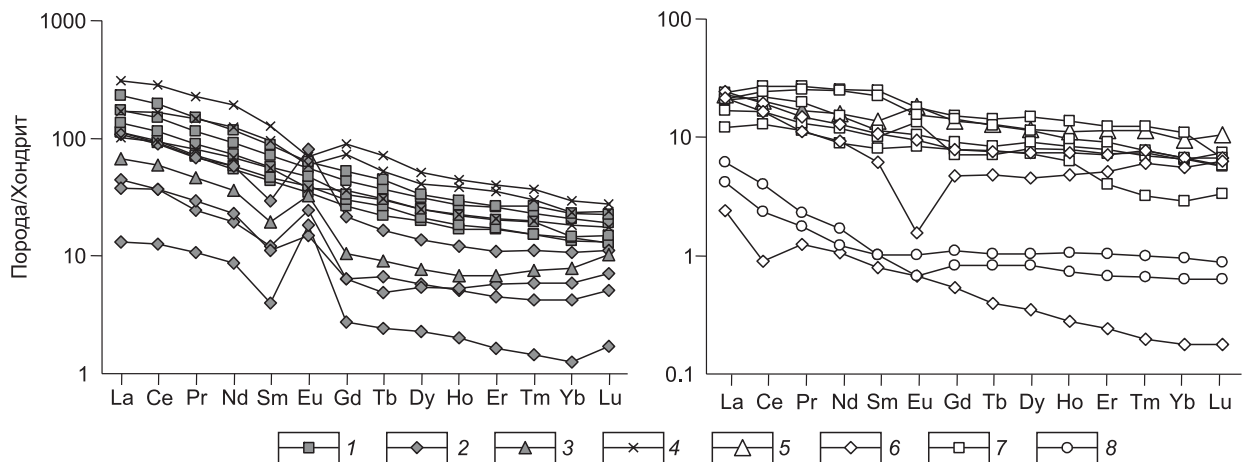 Порода/Хондрит
1000
100
10
1
La Ce Pr Nd Sm Eu Gd Tb Dy Ho Er Tm Yb Lu
100
10
1
0.1
La Ce Pr Nd Sm Eu Gd Tb Dy Ho Er Tm Yb Lu
1 2 3 4 5 6 7 8